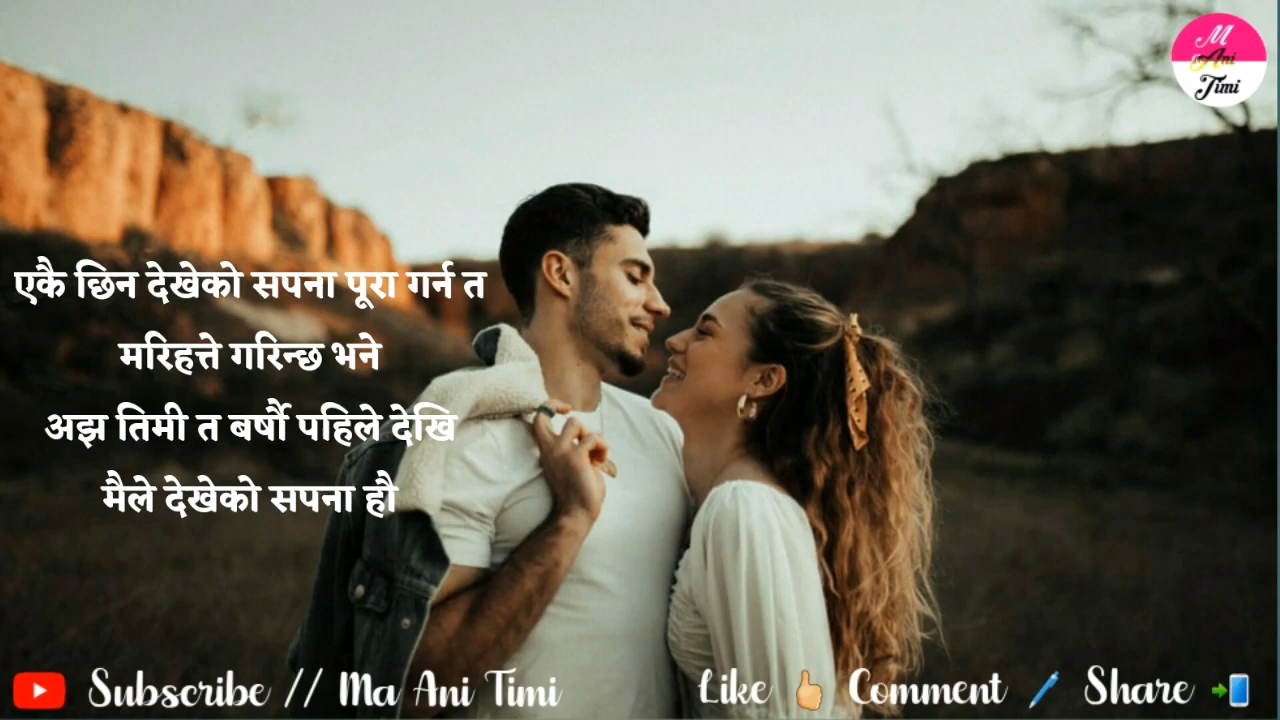 M
Ani
Timi
एकै छिन देखेको सपना पूरा गर्न त
मरिहत्ते गरिन्छ भने
अझ तिमी त बर्षौ पहिले देखि
मैले देखेको सपना हौ
Subscribe // Ma Ani Timi
Like Comment Share